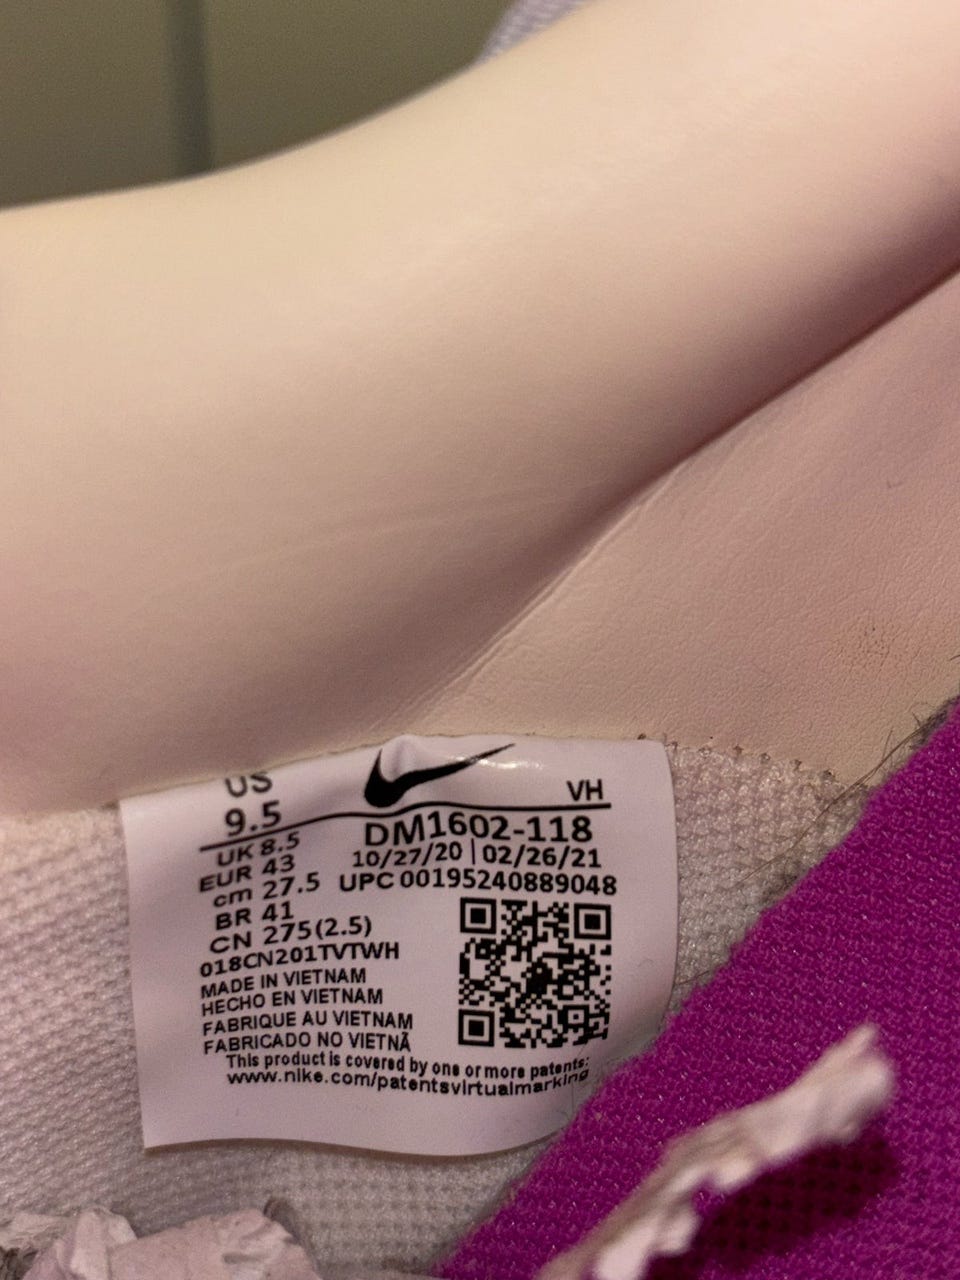 US
9.5
UK 8.5
EUR 43
cm 27.5
BR 41
CN 275(2.5)
018CN201TVTWH
MADE IN VIETNAM
HECHO EN VIETNAM
FABRIQUE AU VIETNAM
FABRICADO NO VIETNÃ
VH
DM1602-118
10/27/20 | 02/26/21
UPC 00195240889048
This product is covered by one or more patents:
www.nike.com/patentsvirtualmarking